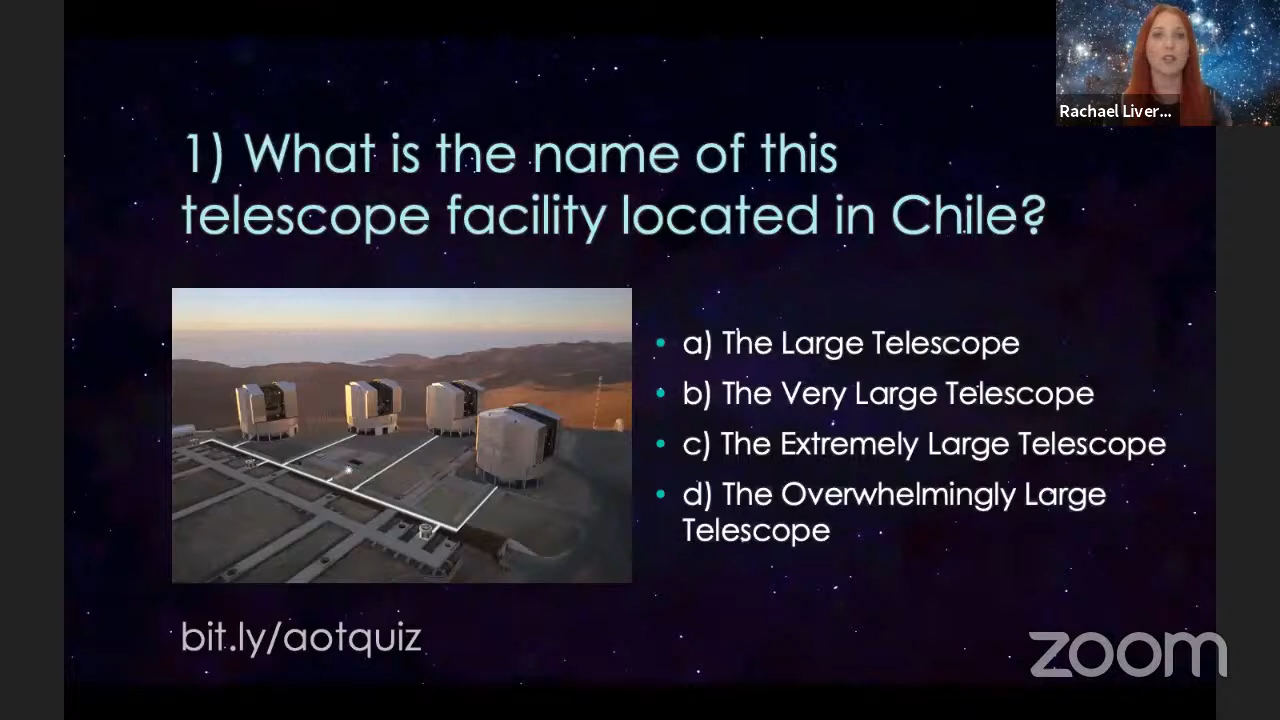 Rachael Liver...
1) What is the name of this
telescope facility located in Chile?
a) The Large Telescope
b) The Very Large Telescope
c) The Extremely Large Telescope
d) The Overwhelmingly Large
Telescope
bit.ly/aotquiz
zoom